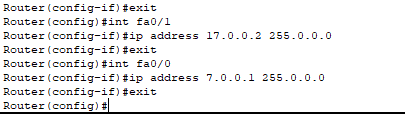 Router(config-if)#exit
Router(config)#int fa0/1
Router(config-if)#ip address 17.0.0.2 255.0.0.0
Router(config-if)#exit
Router(config)#int fa0/0
Router(config-if)#ip address 7.0.0.1 255.0.0.0
Router(config-if)#exit
Router(config)#